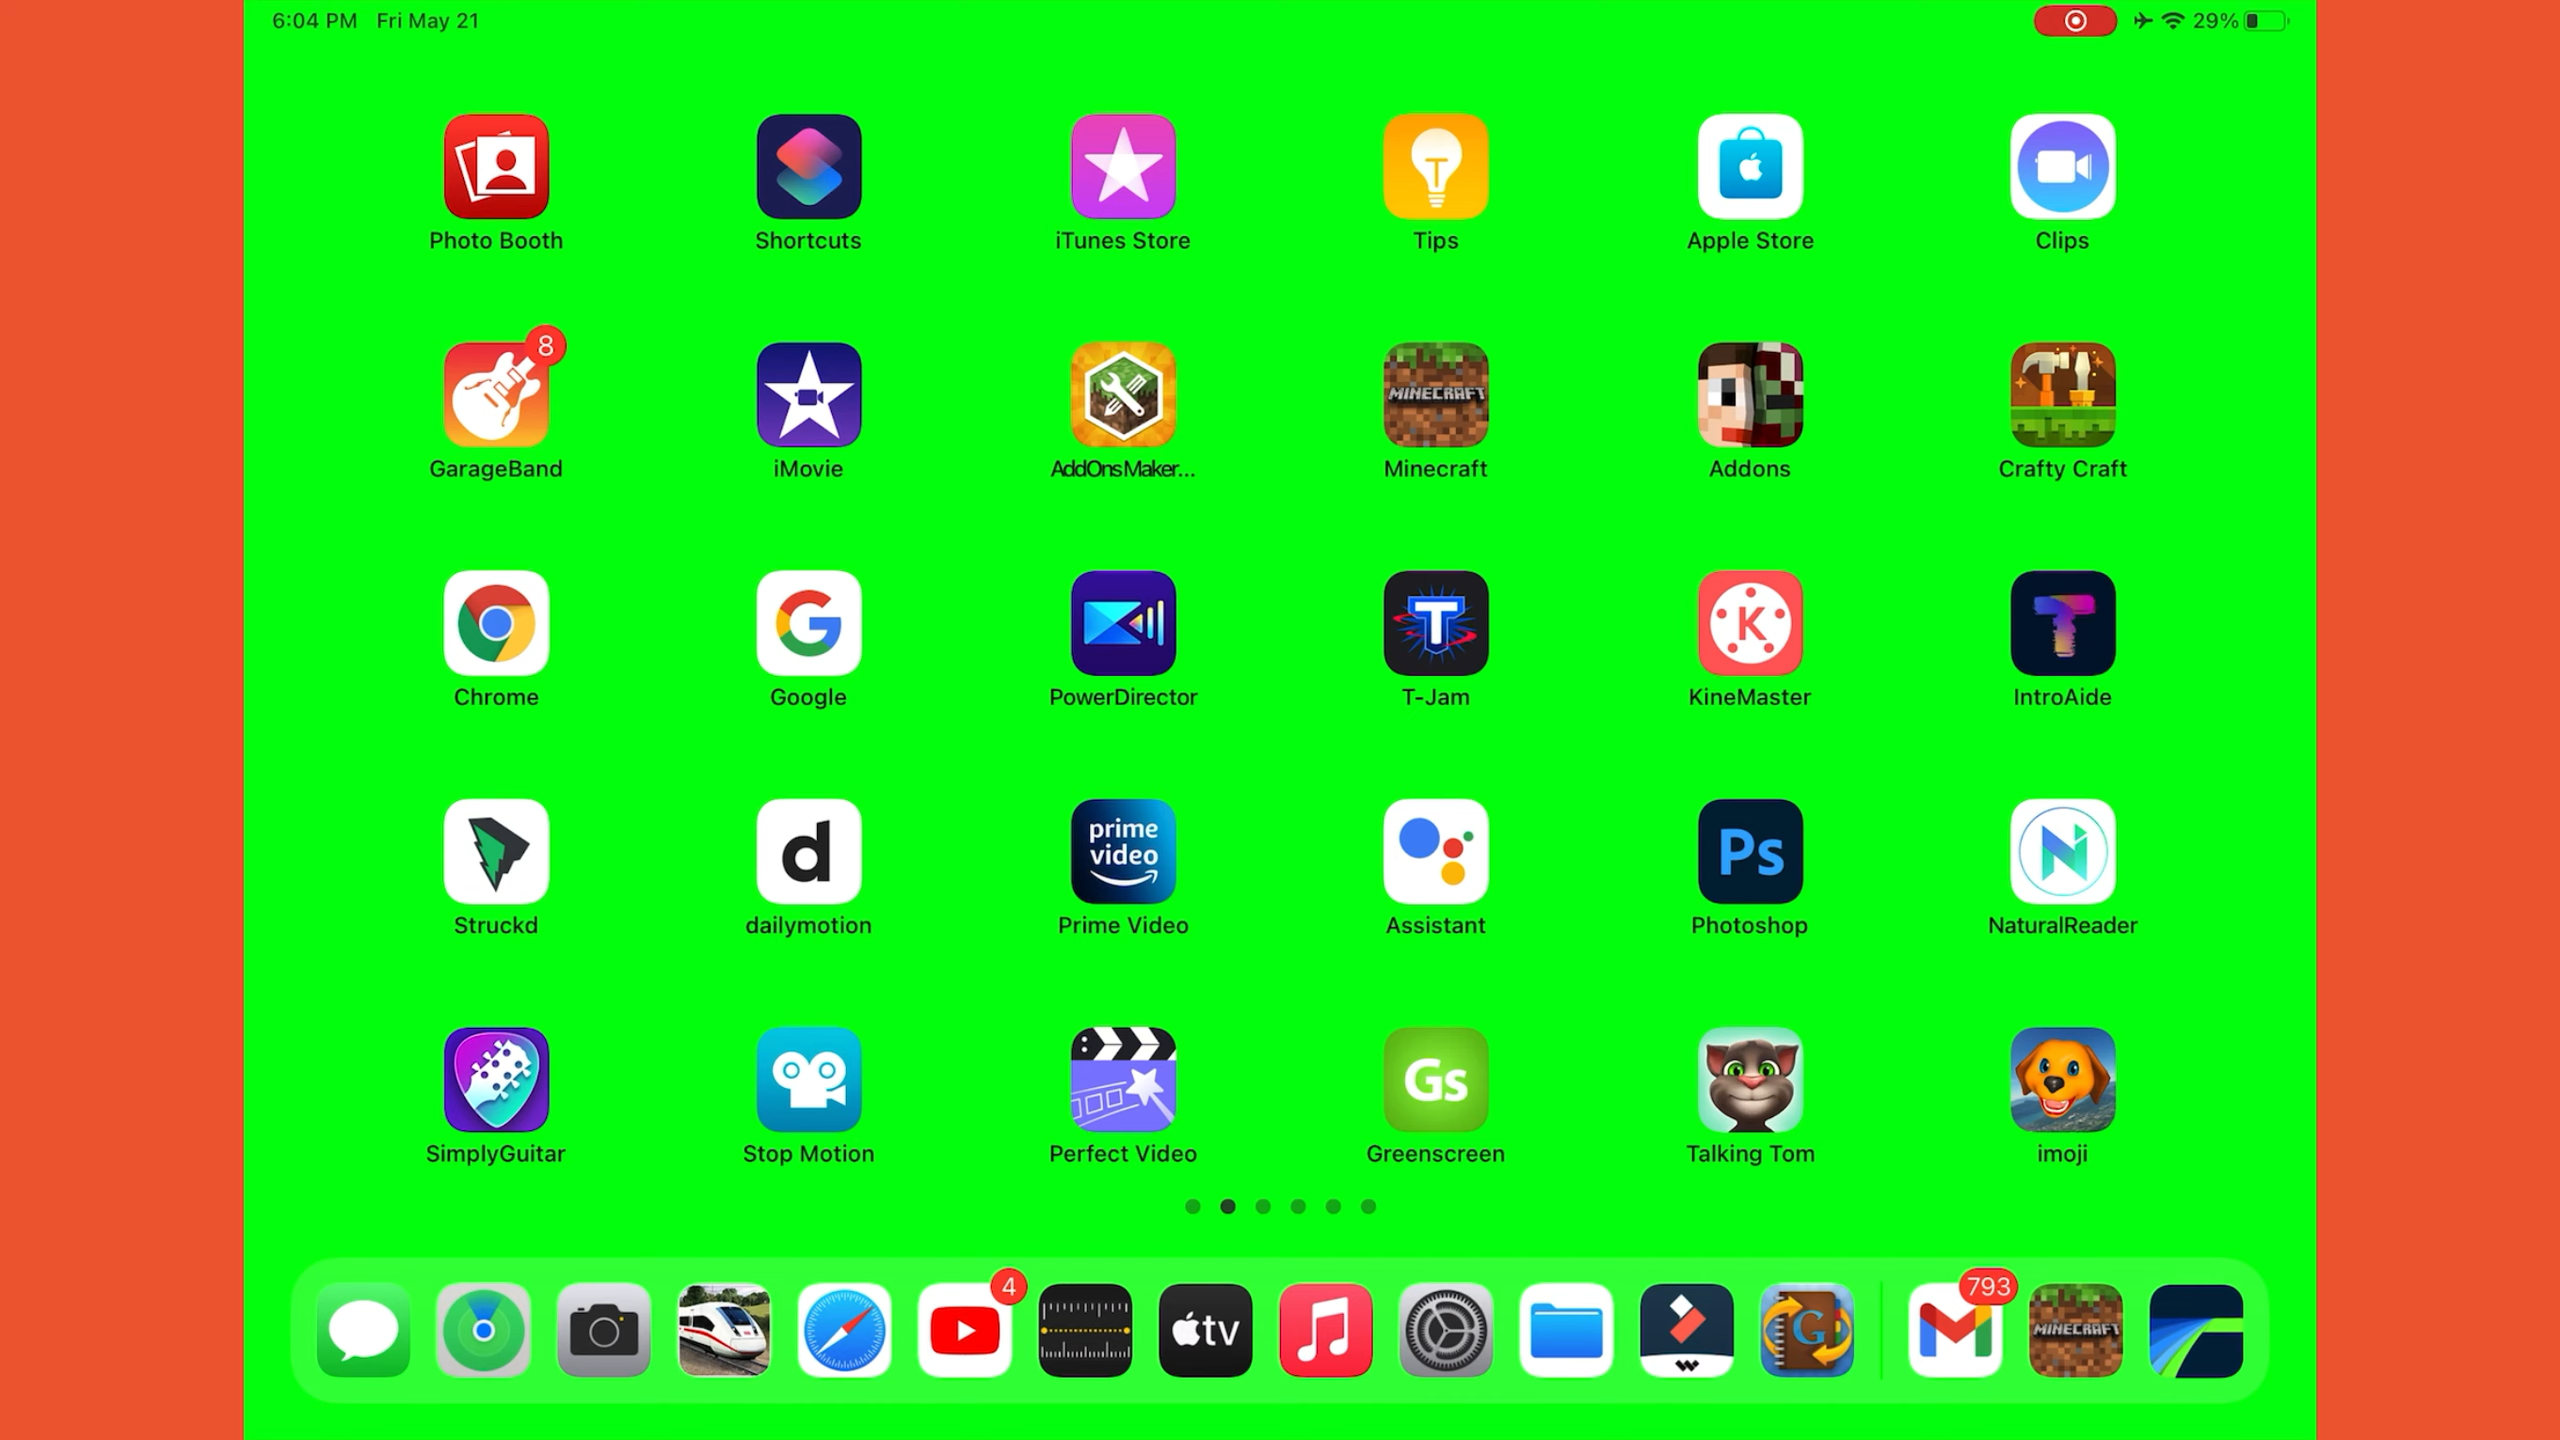 6:04 PM Fri May 21
29%
Photo Booth
Shortcuts
iTunes Store
T
Tips
Apple Store
Clips
8
GarageBand
iMovie
AddOnsMaker...
MINECRAFT
Minecraft
Addons
Crafty Craft
Chrome
G
Google
PowerDirector
T
T-Jam
K
KineMaster
T
IntroAide
Struckd
d
dailymotion
prime
video
Prime Video
Assistant
Ps
Photoshop
N
NaturalReader
SimplyGuitar
Stop Motion
Perfect Video
Gs
Greenscreen
Talking Tom
imoji
4
tv
G
793
MINECRAFT